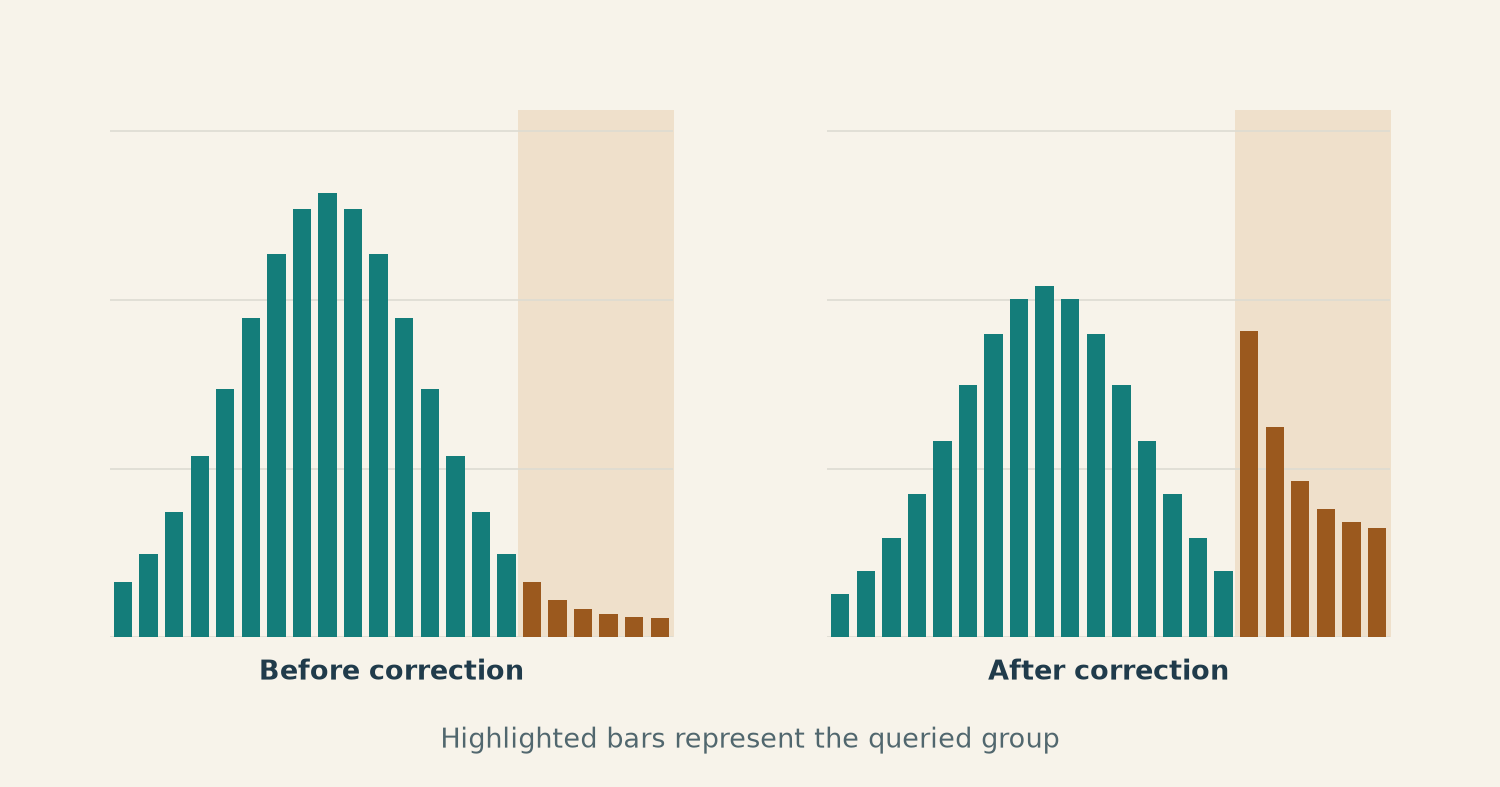 Before correction
After correction
Highlighted bars represent the queried group